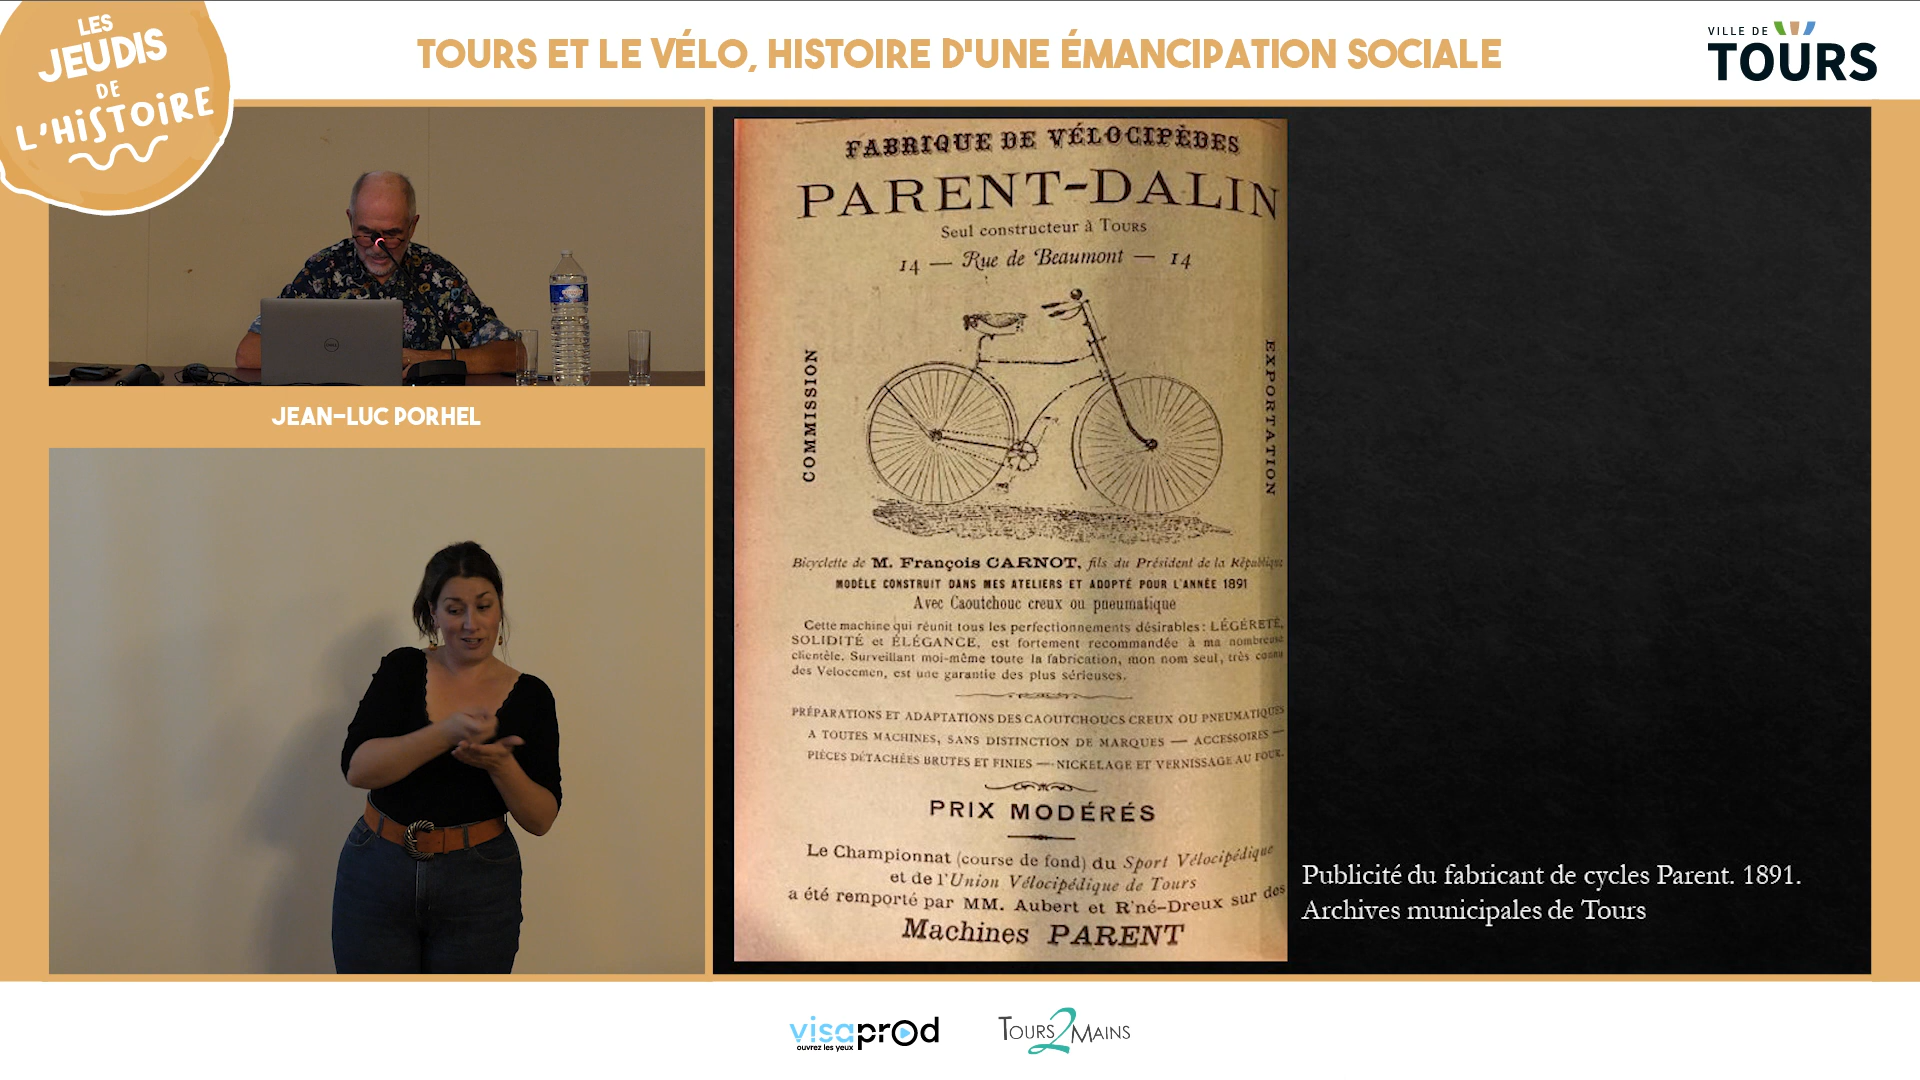 LES
JEUDIS
DE
L'HISTOIRE
TOURS ET LE VÉLO, HISTOIRE D'UNE ÉMANCIPATION SOCIALE
VILLE DE
TOURS
JEAN-LUC PORHEL
FABRIQUE DE VÉLOCIPÈDES
PARENT-DALIN
Seul constructeur à TOURS
14 — Rue de Beaumont — 14
COMMISSION
EXPORTATION
Bicyclette de M. François CARNOT, fils du Président de la République
MODÈLE CONSTRUIT DANS MES ATELIERS ET ADOPTÉ POUR L'ANNÉE 1891
Avec Caoutchouc creux ou pneumatique
Cette machine qui réunit tous les perfectionnements désirables : LÉGÉRETÉ,
SOLIDITÉ et ÉLÉGANCE, est fortement recommandée à ma nombreuse
clientèle. Surveillant moi-même toute la fabrication, mon nom seul, très connu
des Velocemen, est une garantie des plus sérieuses.
PRÉPARATIONS ET ADAPTATIONS DES CAOUTCHOUCS CREUX OU PNEUMATIQUES
A TOUTES MACHINES, SANS DISTINCTION DE MARQUES — ACCESSOIRES —
PIÈCES DÉTACHÉES BRUTES ET FINIES — NICKELAGE ET VERNISSAGE AU FOUR.
PRIX MODÉRÉS
Le Championnat (course de fond) du Sport Vélocipédique
et de l'Union Vélocipédique de Tours
a été remporté par MM. Aubert et R'né-Dreux sur des
Machines PARENT
Publicité du fabricant de cycles Parent. 1891.
Archives municipales de Tours
visaprod
ouvrez les yeux
TOURS 2 MAINS